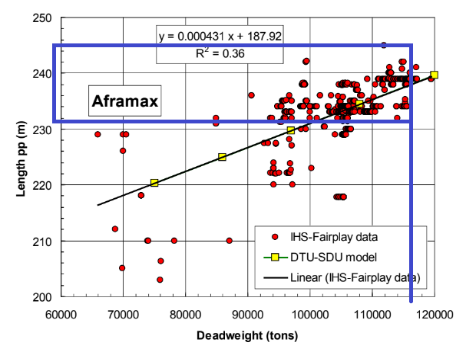 y = 0.000431 x + 187.92
R² = 0.36
Aframax
Length pp (m)
250
240
230
220
210
200
IHS-Fairplay data
DTU-SDU model
Linear (IHS-Fairplay data)
60000 70000 80000 90000 100000 110000 120000
Deadweight (tons)